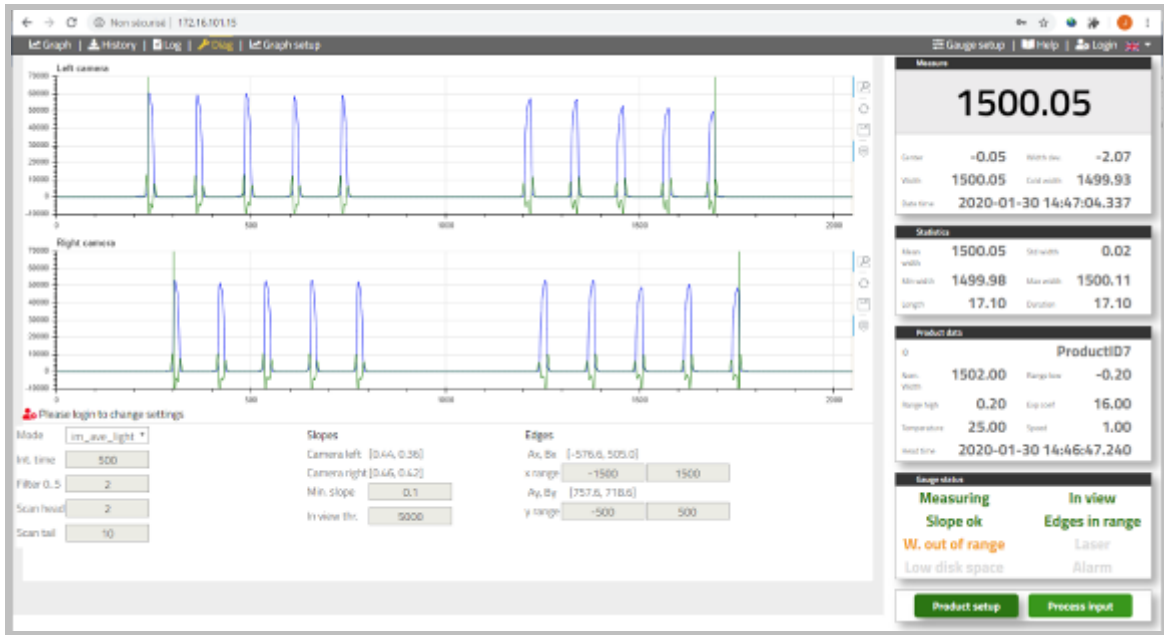 Non sécurisé | 172.16.101.15
Graph | History | Log | Diag | Graph setup
Gauge setup | Help | Login
Left camera
70000
60000
50000
40000
30000
20000
10000
0
-10000
0 500 1000 1500 2000
Right camera
70000
60000
50000
40000
30000
20000
10000
0
-10000
0 500 1000 1500 2000
Please login to change settings
Mode im_ave_light
Int. time 500
Filter 0..5 2
Scan head 2
Scan tail 10
Slopes
Camera left [0.44, 0.36]
Camera right [0.46, 0.42]
Min. slope 0.1
In view thr. 5000
Edges
Ax, Bx [-576.6, 505.0]
x range -1500 1500
Ay, By [757.6, 718.6]
y range -500 500
Measure
1500.05
Center -0.05 Width dev. -2.07
Width 1500.05 Cold width 1499.93
Date time 2020-01-30 14:47:04.337
Statistics
Mean width 1500.05 Std width 0.02
Min width 1499.98 Max width 1500.11
Length 17.10 Duration 17.10
Product data
ProductID7
Nom. Width 1502.00 Range low -0.20
Range high 0.20 Exp coef 16.00
Temperature 25.00 Speed 1.00
Head time 2020-01-30 14:46:47.240
Gauge status
Measuring In view
Slope ok Edges in range
W. out of range Laser
Low disk space Alarm
Product setup Process input